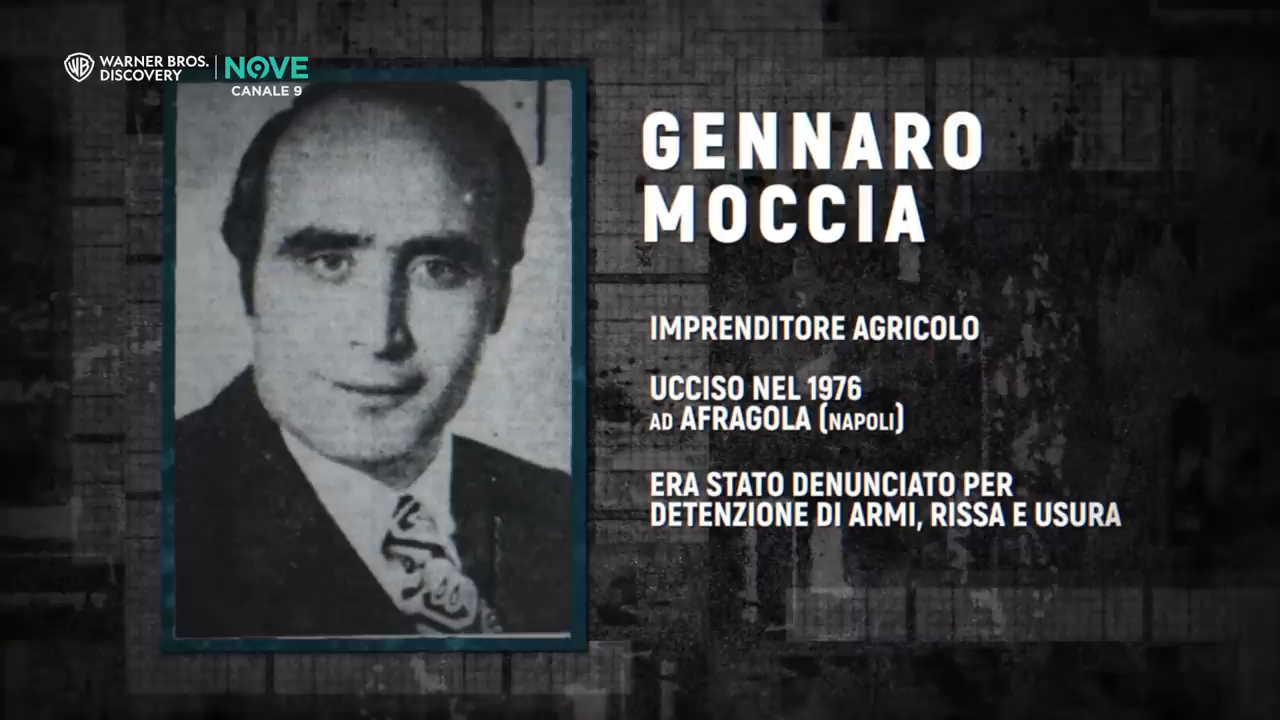 WARNER BROS.
DISCOVERY
NOVE
CANALE 9
GENNARO
MOCCIA
IMPRENDITORE AGRICOLO
UCCISO NEL 1976
AD AFRAGOLA (NAPOLI)
ERA STATO DENUNCIATO PER
DETENZIONE DI ARMI, RISSA E USURA